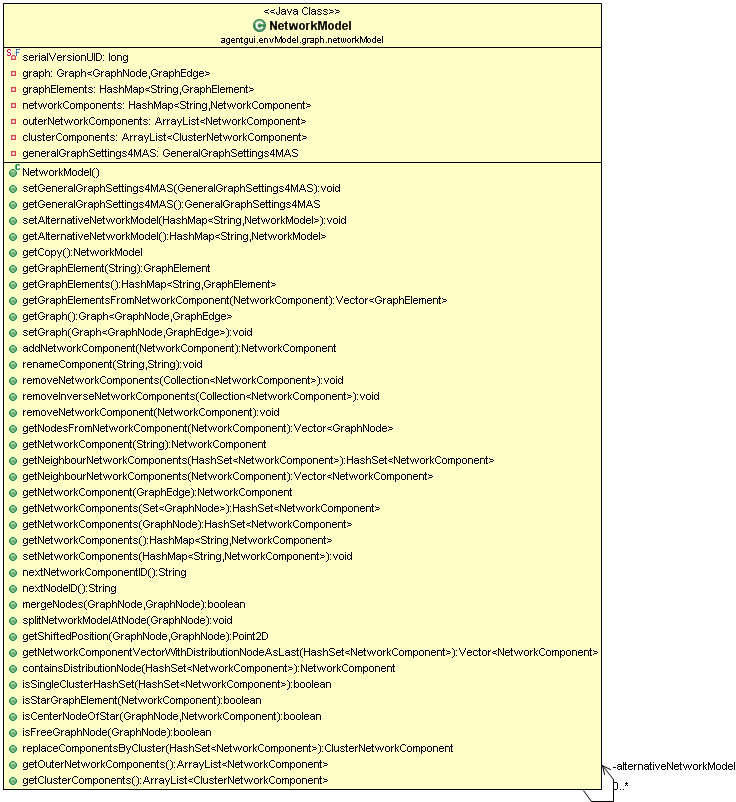 <<Java Class>>
C NetworkModel
agentgui.envModel.graph.networkModel
S F serialVersionUID: long
graph: Graph<GraphNode,GraphEdge>
graphElements: HashMap<String,GraphElement>
networkComponents: HashMap<String,NetworkComponent>
outerNetworkComponents: ArrayList<NetworkComponent>
clusterComponents: ArrayList<ClusterNetworkComponent>
generalGraphSettings4MAS: GeneralGraphSettings4MAS
C NetworkModel()
setGeneralGraphSettings4MAS(GeneralGraphSettings4MAS):void
getGeneralGraphSettings4MAS():GeneralGraphSettings4MAS
setAlternativeNetworkModel(HashMap<String,NetworkModel>):void
getAlternativeNetworkModel():HashMap<String,NetworkModel>
getCopy():NetworkModel
getGraphElement(String):GraphElement
getGraphElements():HashMap<String,GraphElement>
getGraphElementsFromNetworkComponent(NetworkComponent):Vector<GraphElement>
getGraph():Graph<GraphNode,GraphEdge>
setGraph(Graph<GraphNode,GraphEdge>):void
addNetworkComponent(NetworkComponent):NetworkComponent
renameComponent(String,String):void
removeNetworkComponents(Collection<NetworkComponent>):void
removeInverseNetworkComponents(Collection<NetworkComponent>):void
removeNetworkComponent(NetworkComponent):void
getNodesFromNetworkComponent(NetworkComponent):Vector<GraphNode>
getNetworkComponent(String):NetworkComponent
getNeighbourNetworkComponents(HashSet<NetworkComponent>):HashSet<NetworkComponent>
getNeighbourNetworkComponents(NetworkComponent):Vector<NetworkComponent>
getNetworkComponent(GraphEdge):NetworkComponent
getNetworkComponents(Set<GraphNode>):HashSet<NetworkComponent>
getNetworkComponents(GraphNode):HashSet<NetworkComponent>
getNetworkComponents():HashMap<String,NetworkComponent>
setNetworkComponents(HashMap<String,NetworkComponent>):void
nextNetworkComponentID():String
nextNodeID():String
mergeNodes(GraphNode,GraphNode):boolean
splitNetworkModelAtNode(GraphNode):void
getShiftedPosition(GraphNode,GraphNode):Point2D
getNetworkComponentVectorWithDistributionNodeAsLast(HashSet<NetworkComponent>):Vector<NetworkComponent>
containsDistributionNode(HashSet<NetworkComponent>):NetworkComponent
isSingleClusterHashSet(HashSet<NetworkComponent>):boolean
isStarGraphElement(NetworkComponent):boolean
isCenterNodeOfStar(GraphNode,NetworkComponent):boolean
isFreeGraphNode(GraphNode):boolean
replaceComponentsByCluster(HashSet<NetworkComponent>):ClusterNetworkComponent
getOuterNetworkComponents():ArrayList<NetworkComponent>
getClusterComponents():ArrayList<ClusterNetworkComponent>
-alternativeNetworkModel
0..*